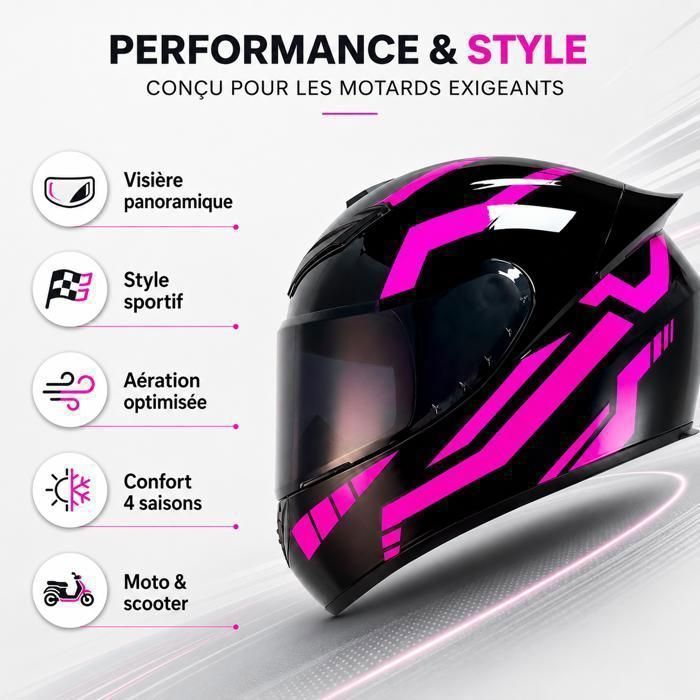 PERFORMANCE & STYLE
CONÇU POUR LES MOTARDS EXIGEANTS
Visière
panoramique
Style
sportif
Aération
optimisée
Confort
4 saisons
Moto &
scooter